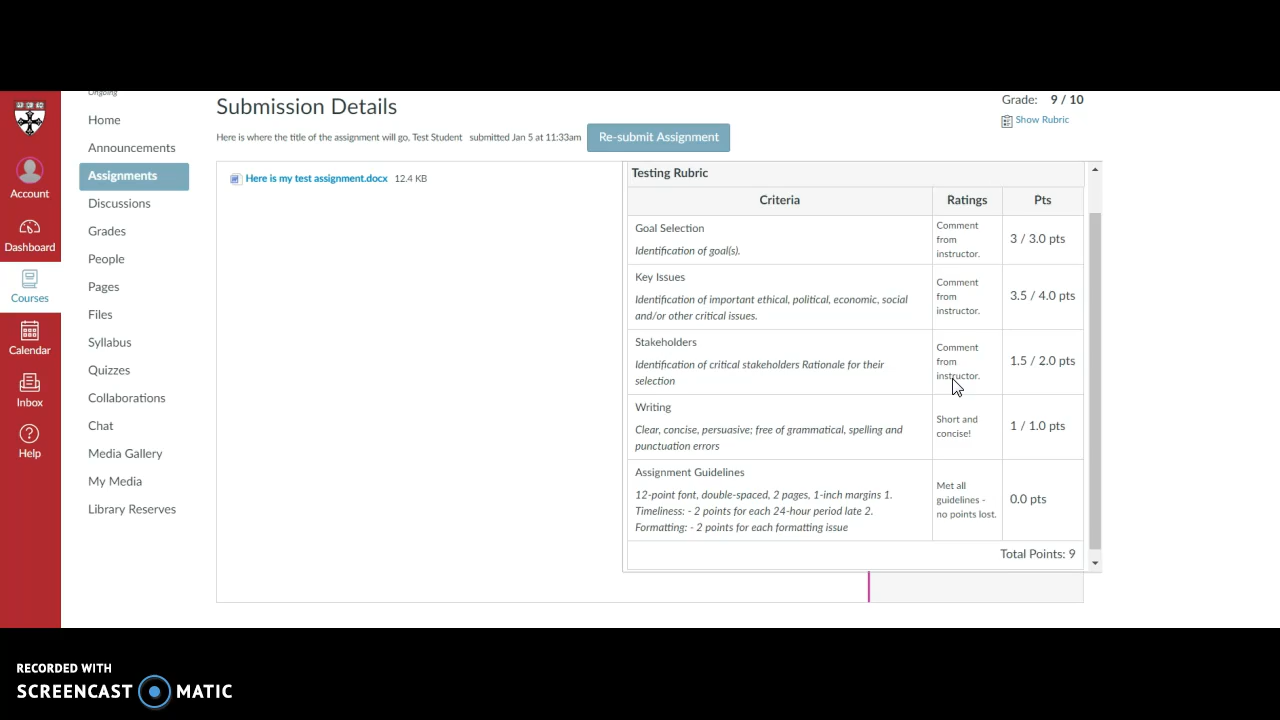 Ongoing
Submission Details
Grade: 9 / 10
Show Rubric
Here is where the title of the assignment will go, Test Student submitted Jan 5 at 11:33am
Re-submit Assignment
Account
Dashboard
Courses
Calendar
Inbox
Help
Home
Announcements
Assignments
Discussions
Grades
People
Pages
Files
Syllabus
Quizzes
Collaborations
Chat
Media Gallery
My Media
Library Reserves
Here is my test assignment.docx 12.4 KB
Testing Rubric
Criteria Ratings Pts
Goal Selection
Identification of goal(s).
Comment
from
instructor.
3 / 3.0 pts
Key Issues
Identification of important ethical, political, economic, social
and/or other critical issues.
Comment
from
instructor.
3.5 / 4.0 pts
Stakeholders
Identification of critical stakeholders Rationale for their
selection
Comment
from
instructor.
1.5 / 2.0 pts
Writing
Clear, concise, persuasive; free of grammatical, spelling and
punctuation errors
Short and
concise!
1 / 1.0 pts
Assignment Guidelines
12-point font, double-spaced, 2 pages, 1-inch margins 1.
Timeliness: - 2 points for each 24-hour period late 2.
Formatting: - 2 points for each formatting issue
Met all
guidelines -
no points lost.
0.0 pts
Total Points: 9
RECORDED WITH
SCREENCAST MATIC